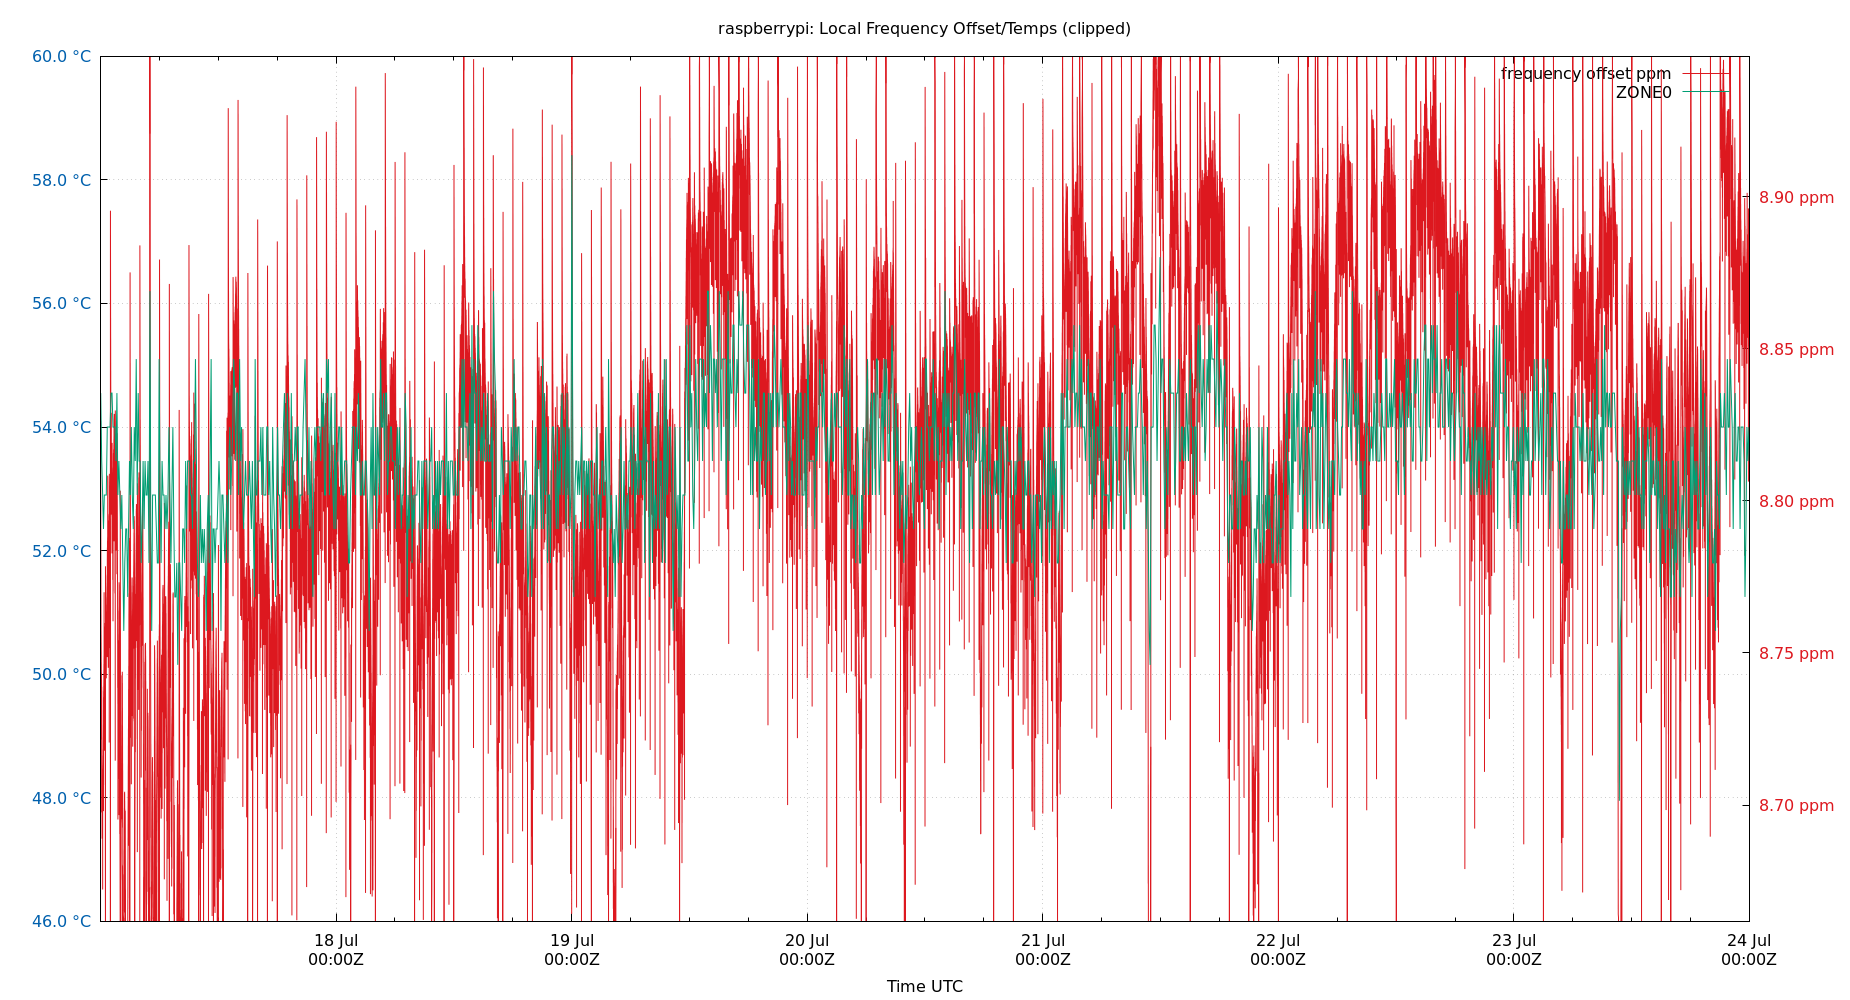 raspberrypi: Local Frequency Offset/Temps (clipped)
60.0 °C
58.0 °C
56.0 °C
54.0 °C
52.0 °C
50.0 °C
48.0 °C
46.0 °C
frequency offset ppm
ZONE0
8.90 ppm
8.85 ppm
8.80 ppm
8.75 ppm
8.70 ppm
18 Jul
00:00Z
19 Jul
00:00Z
20 Jul
00:00Z
21 Jul
00:00Z
22 Jul
00:00Z
23 Jul
00:00Z
24 Jul
00:00Z
Time UTC